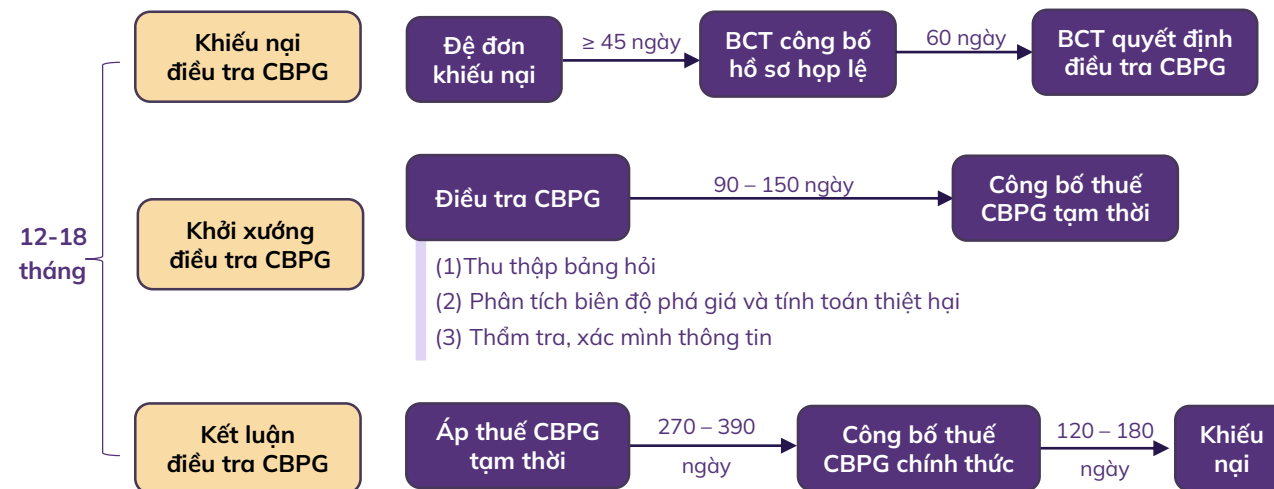 Khiếu nại
điều tra CBPG
Đệ đơn
khiếu nại
≥ 45 ngày
BCT công bố
hồ sơ họp lệ
60 ngày
BCT quyết định
điều tra CBPG
12-18
tháng
Khởi xướng
điều tra CBPG
Điều tra CBPG
90 – 150 ngày
Công bố thuế
CBPG tạm thời
(1)Thu thập bảng hỏi
(2) Phân tích biên độ phá giá và tính toán thiệt hại
(3) Thẩm tra, xác mình thông tin
Kết luận
điều tra CBPG
Áp thuế CBPG
tạm thời
270 – 390
ngày
Công bố thuế
CBPG chính thức
120 – 180
ngày
Khiếu
nại